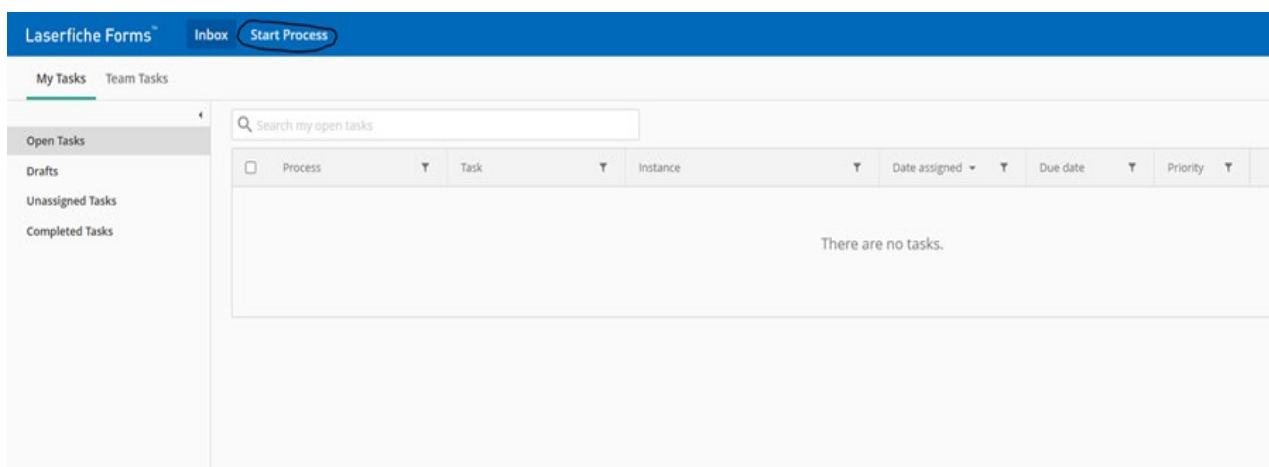 Laserfiche Forms™ Inbox Start Process
My Tasks Team Tasks
Search my open tasks
Open Tasks
Drafts
Unassigned Tasks
Completed Tasks
Process Task Instance Date assigned Due date Priority
There are no tasks.